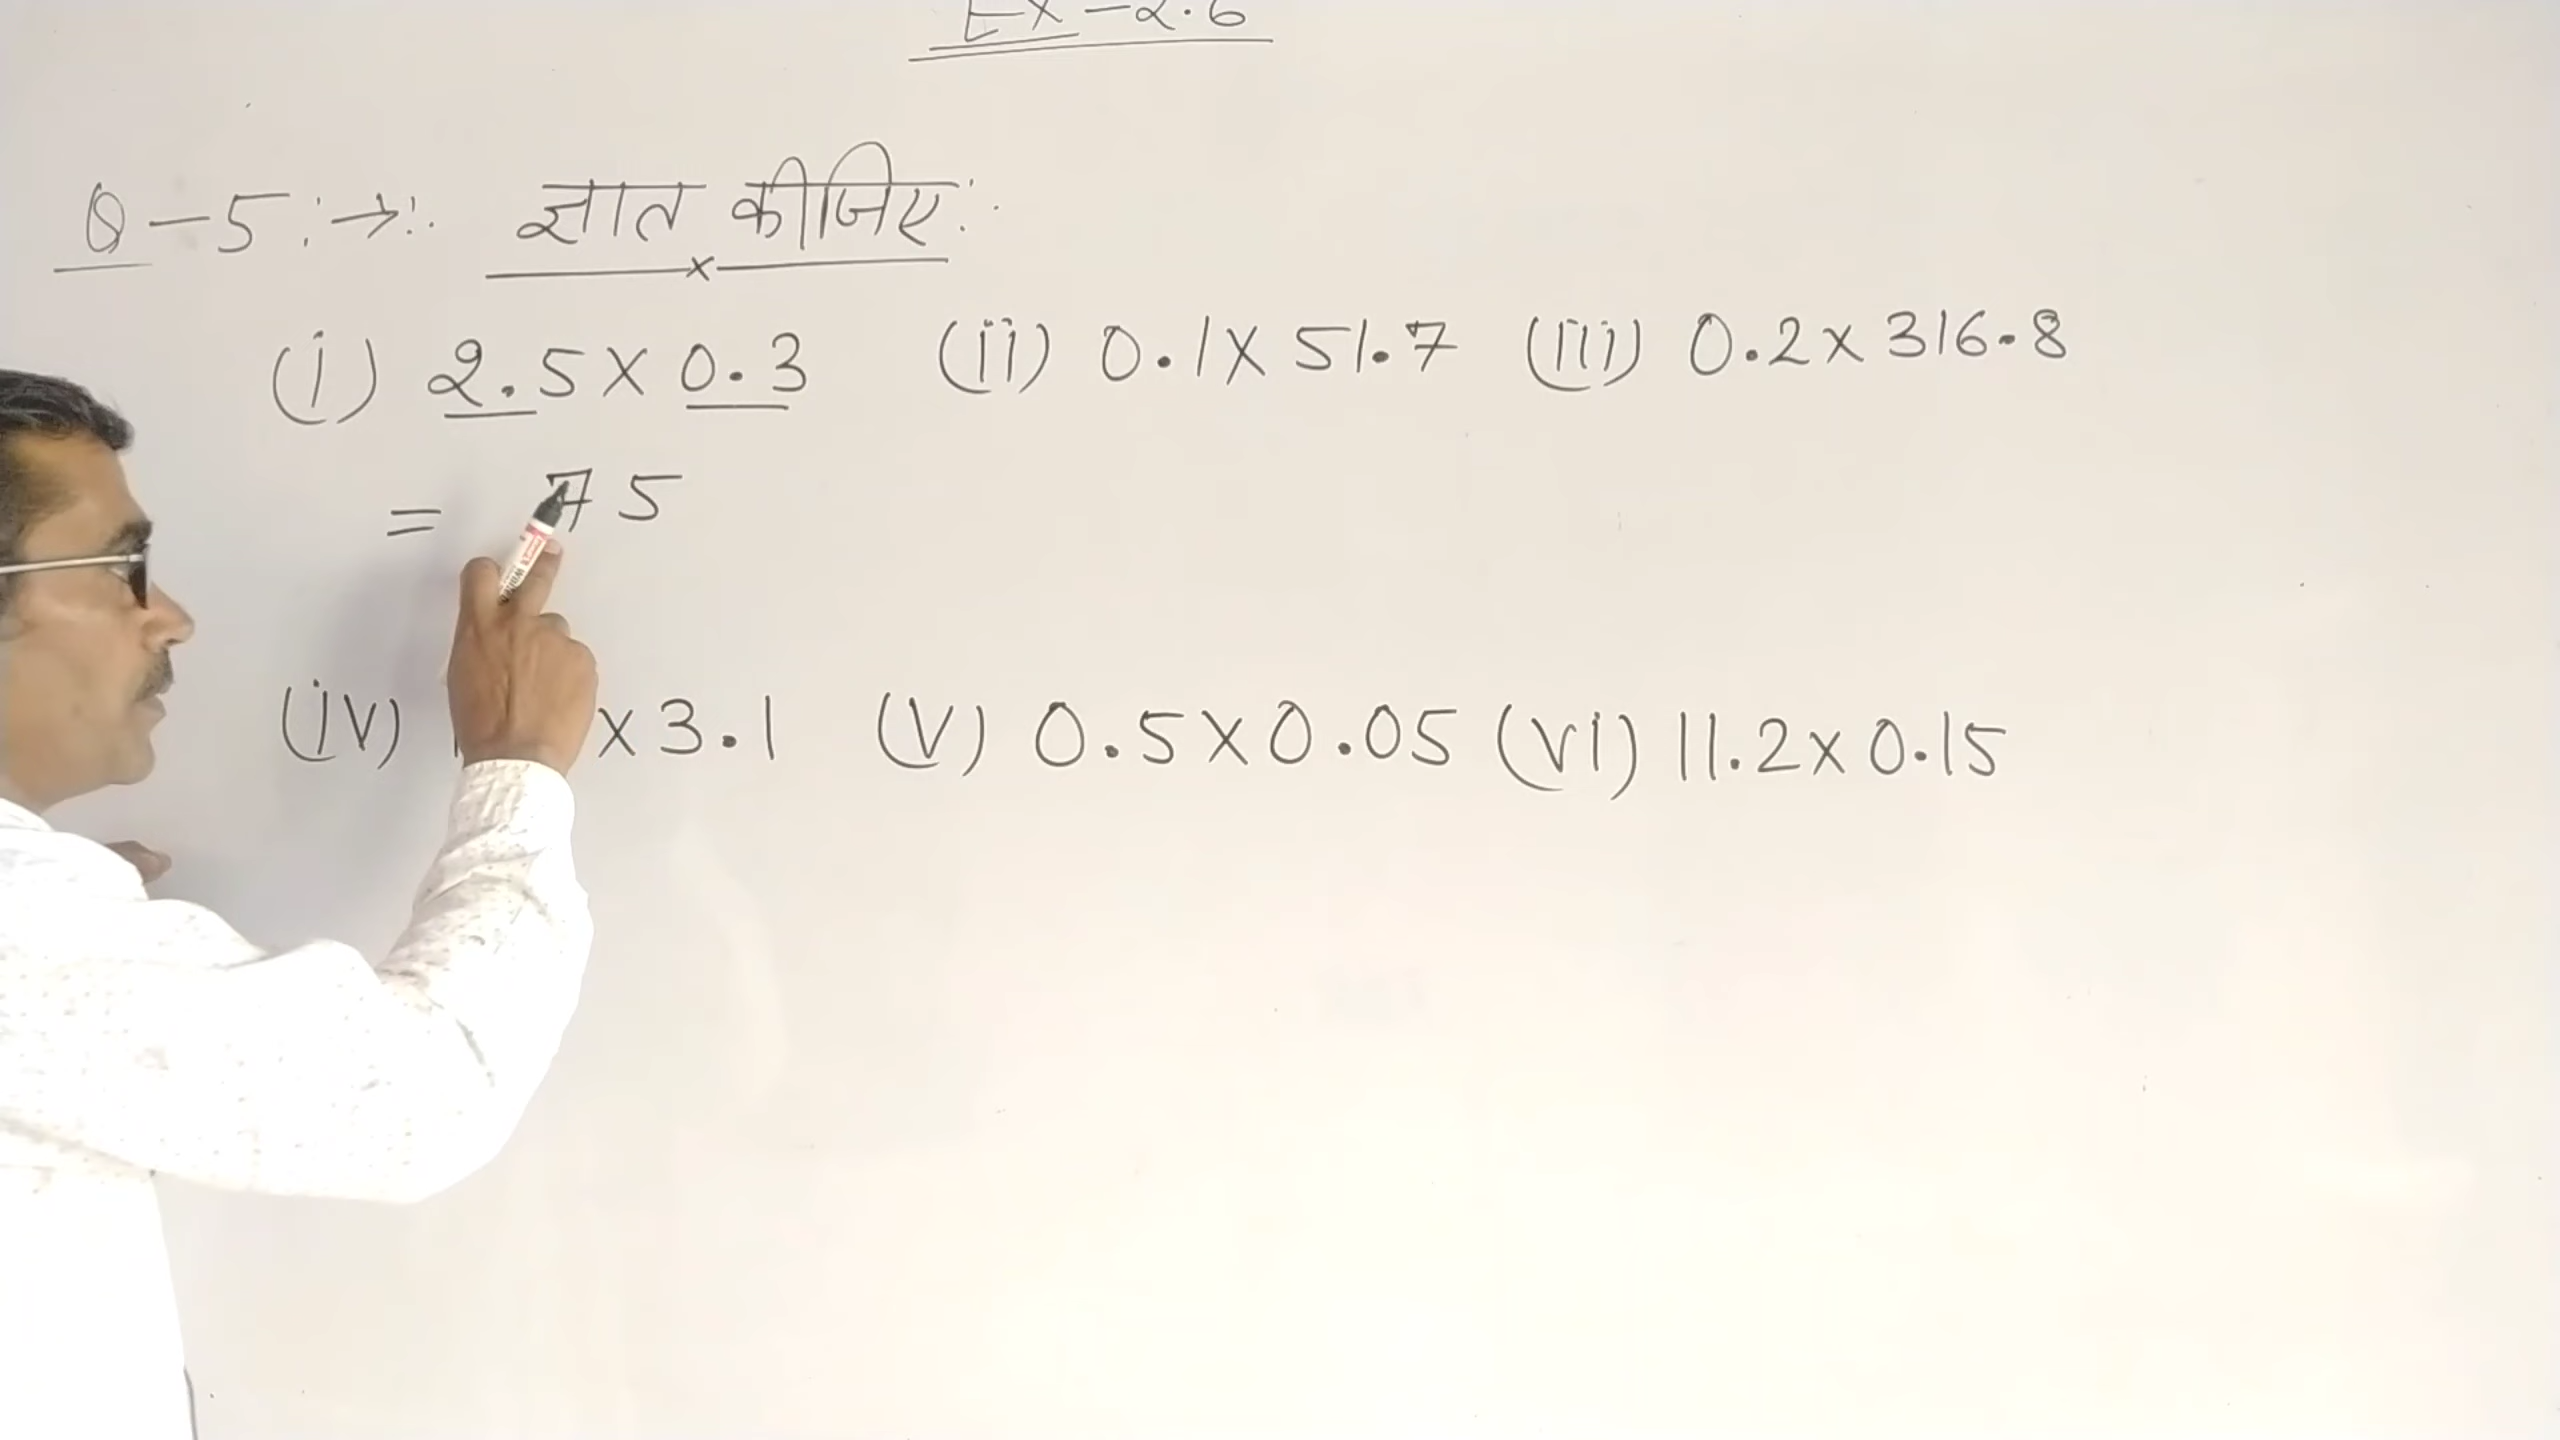 Ex-2.6
Q-5:→:. ज्ञात कीजिए:
(i) 2.5 X 0.3 (ii) 0.1 X 51.7 (iii) 0.2 x 316.8
= 75
(iv) x 3.1 (v) 0.5 X 0.05 (vi) 11.2 x 0.15